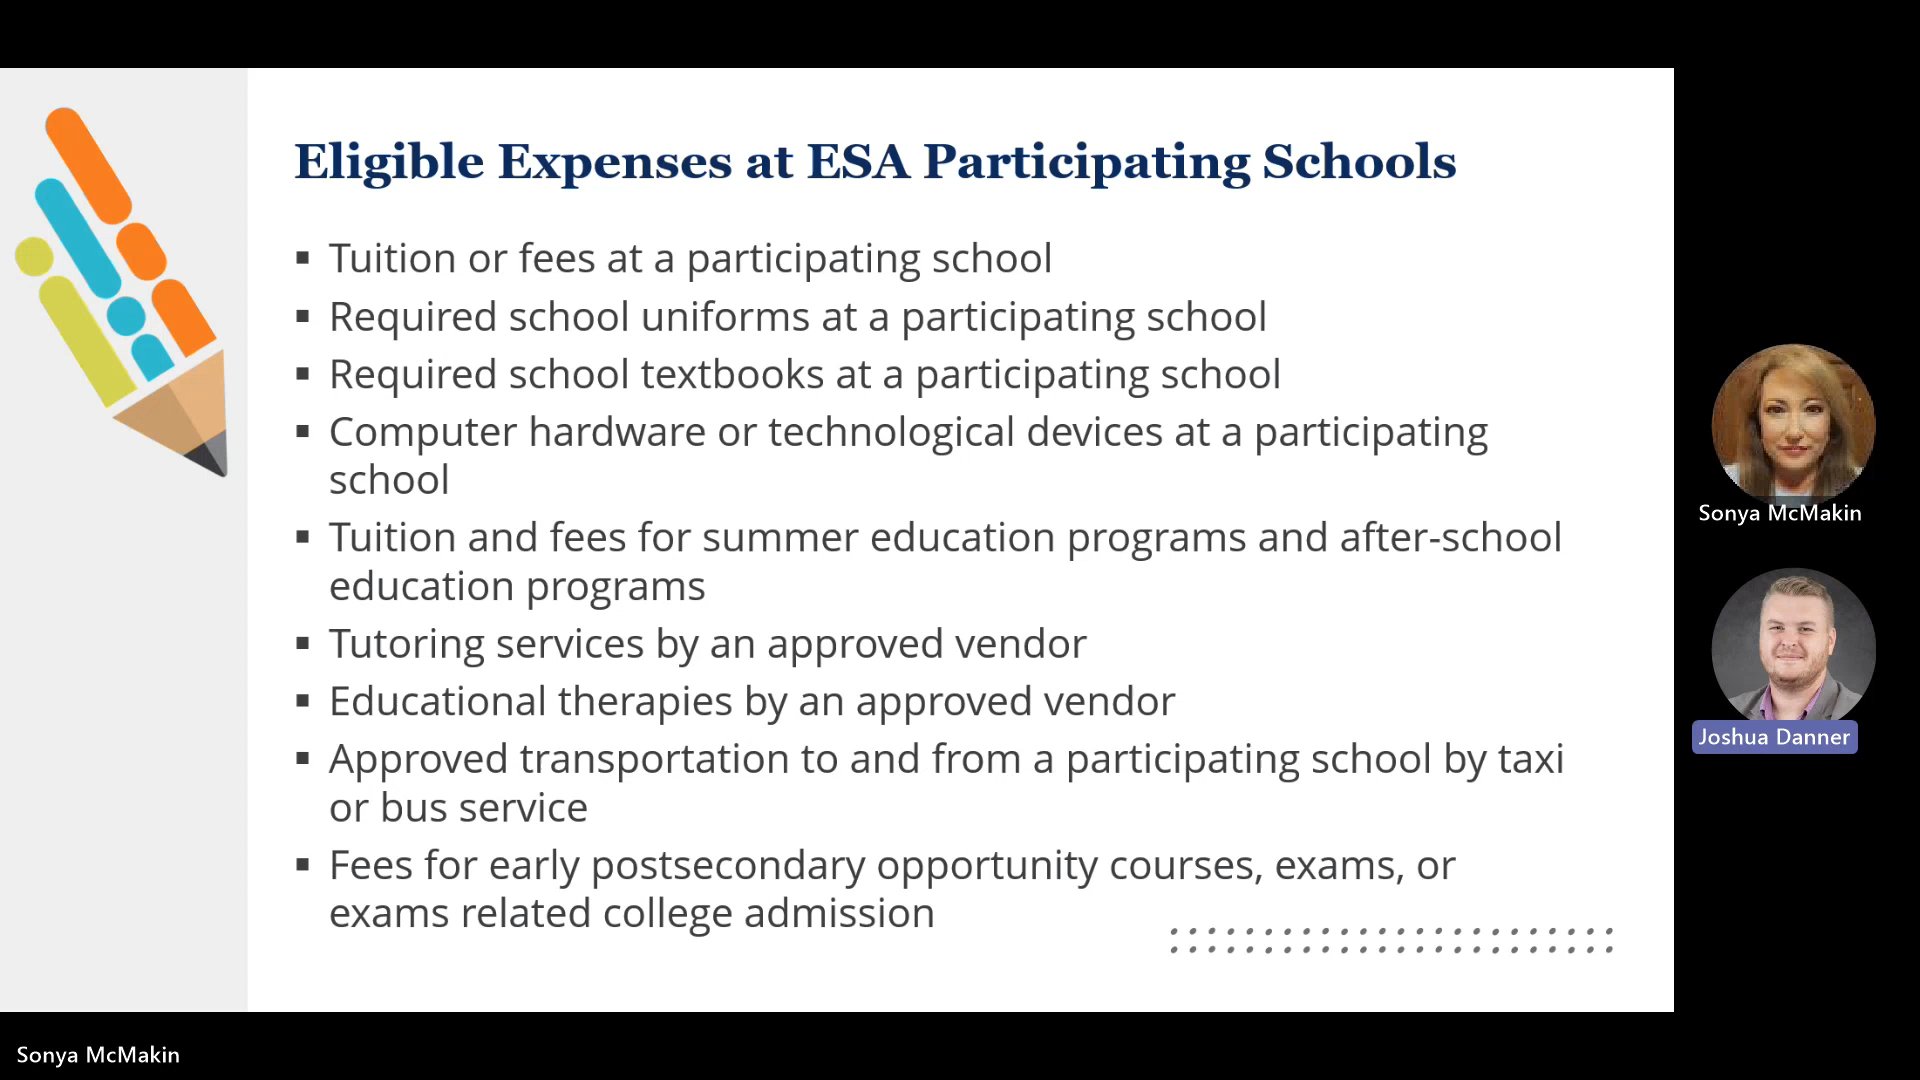 Eligible Expenses at ESA Participating Schools
▪ Tuition or fees at a participating school
▪ Required school uniforms at a participating school
▪ Required school textbooks at a participating school
▪ Computer hardware or technological devices at a participating
school
▪ Tuition and fees for summer education programs and after-school
education programs
▪ Tutoring services by an approved vendor
▪ Educational therapies by an approved vendor
▪ Approved transportation to and from a participating school by taxi
or bus service
▪ Fees for early postsecondary opportunity courses, exams, or
exams related college admission
Sonya McMakin
Joshua Danner
Sonya McMakin